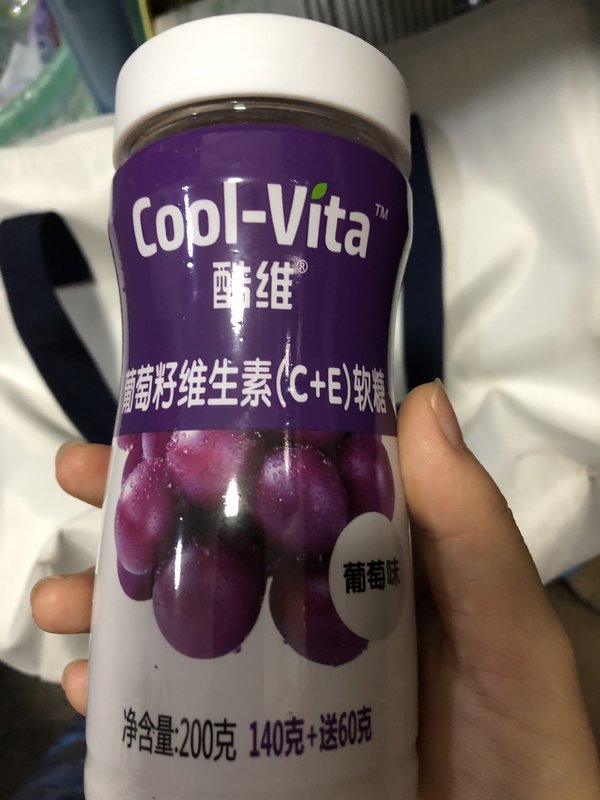 Cool-Vita™
酷维®
葡萄籽维生素(C+E)软糖
葡萄味
净含量:200克 140克+送60克